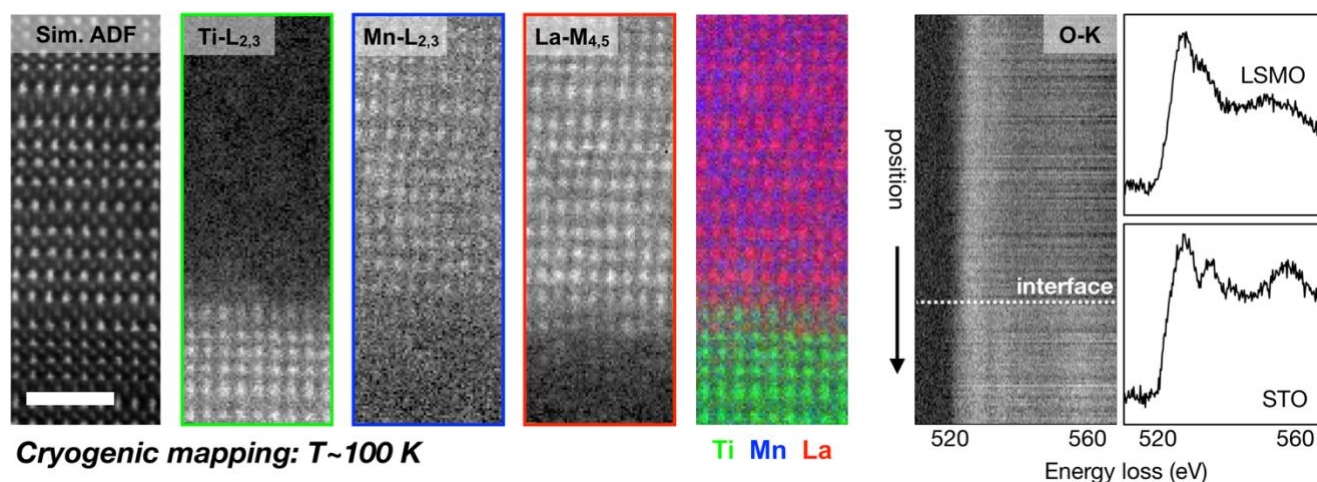 Sim. ADF
Ti-L2,3
Mn-L2,3
La-M4,5
O-K
LSMO
position
interface
STO
520
560
520
560
Energy loss (eV)
Cryogenic mapping: T~100 K
Ti Mn La